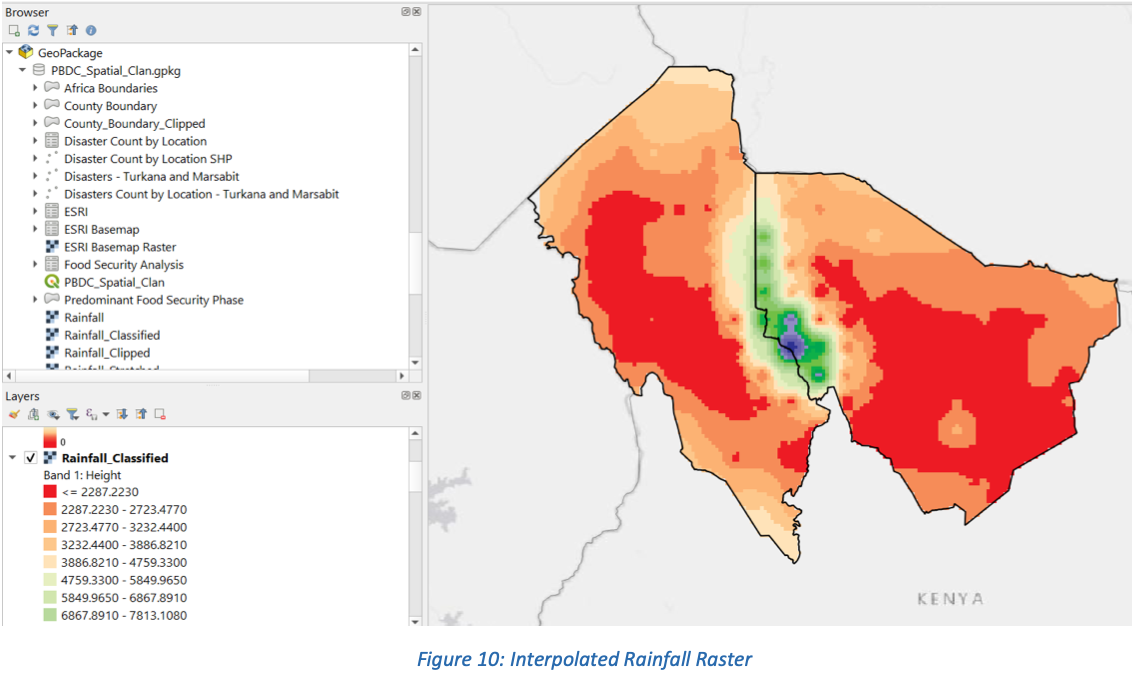 Browser
GeoPackage
PBDC_Spatial_Clan.gpkg
Africa Boundaries
County Boundary
County_Boundary_Clipped
Disaster Count by Location
Disaster Count by Location SHP
Disasters - Turkana and Marsabit
Disasters Count by Location - Turkana and Marsabit
ESRI
ESRI Basemap
ESRI Basemap Raster
Food Security Analysis
PBDC_Spatial_Clan
Predominant Food Security Phase
Rainfall
Rainfall_Classified
Rainfall_Clipped
Rainfall_Stretched
Layers
0
Rainfall_Classified
Band 1: Height
<= 2287.2230
2287.2230 - 2723.4770
2723.4770 - 3232.4400
3232.4400 - 3886.8210
3886.8210 - 4759.3300
4759.3300 - 5849.9650
5849.9650 - 6867.8910
6867.8910 - 7813.1080
KENYA
Figure 10: Interpolated Rainfall Raster